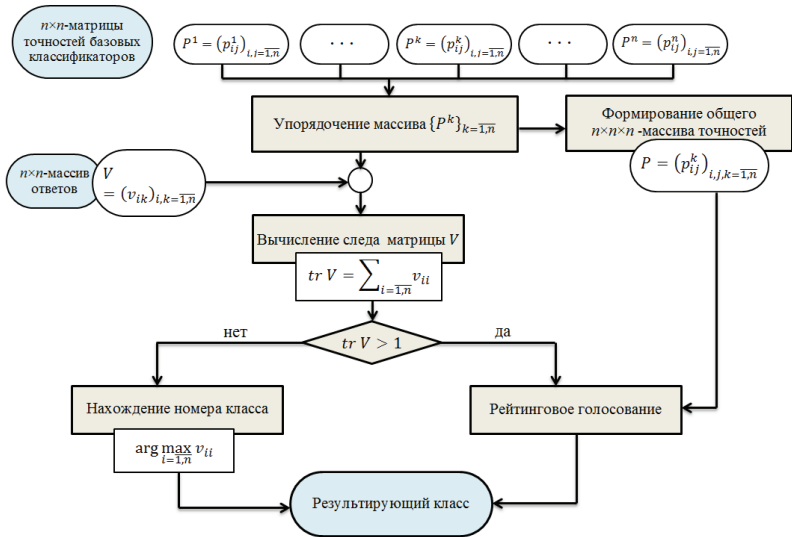 n×n-матрицы
точностей базовых
классификаторов
P¹ = (p¹ᵢⱼ)ᵢ,ⱼ₌1,n̅
· · ·
Pᵏ = (pᵏᵢⱼ)ᵢ,ⱼ₌1,n̅
· · ·
Pⁿ = (pⁿᵢⱼ)ᵢ,ⱼ₌1,n̅
Упорядочение массива {Pᵏ}ₖ₌1,n̅
Формирование общего
n×n×n -массива точностей
P = (pᵏᵢⱼ)ᵢ,ⱼ,ₖ₌1,n̅
n×n-массив
ответов
V
= (vᵢₖ)ᵢ,ₖ₌1,n̅
Вычисление следа матрицы V
tr V = ∑ᵢ₌1,n̅ vᵢᵢ
нет
tr V > 1
да
Нахождение номера класса
Рейтинговое голосование
arg max vᵢᵢ
i=1,n̅
Результирующий класс